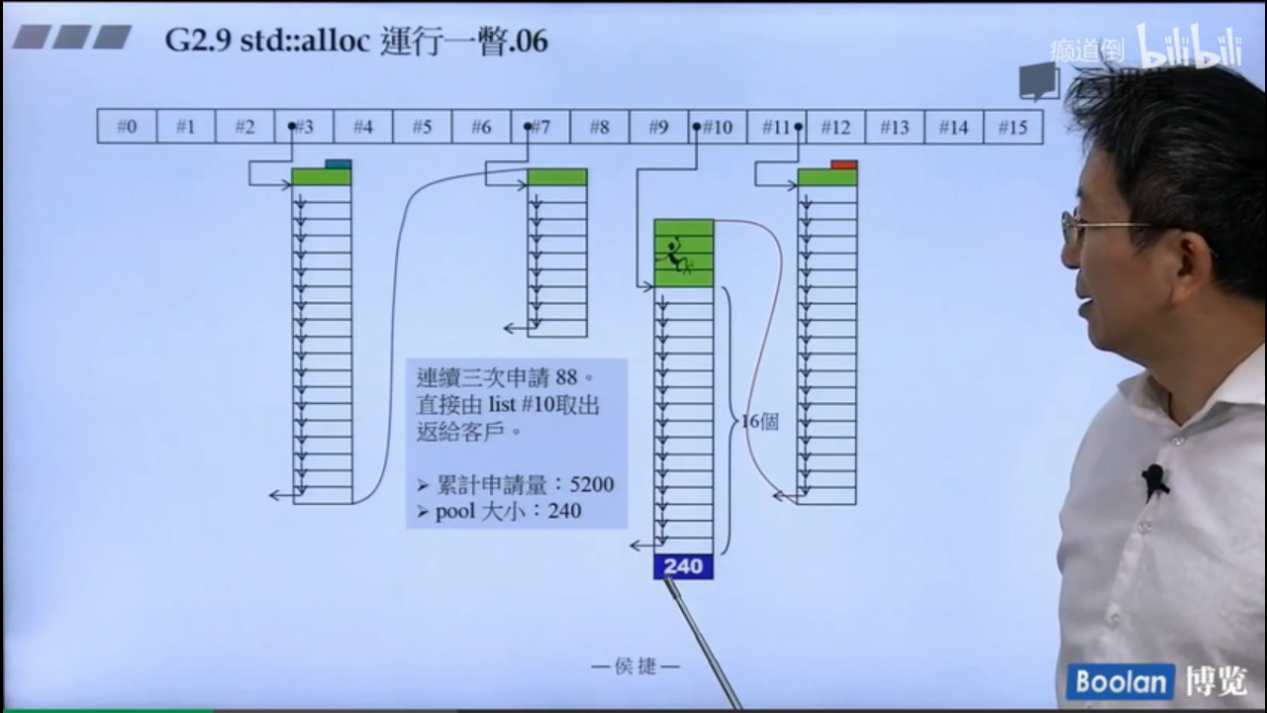 G2.9 std::alloc 運行一瞥.06
癫道倒 bilibili
#0 #1 #2 #3 #4 #5 #6 #7 #8 #9 #10 #11 #12 #13 #14 #15
連續三次申請 88。
直接由 list #10取出
返給客戶。
➢ 累計申請量:5200
➢ pool 大小:240
16個
240
—侯捷—
Boolan 博览